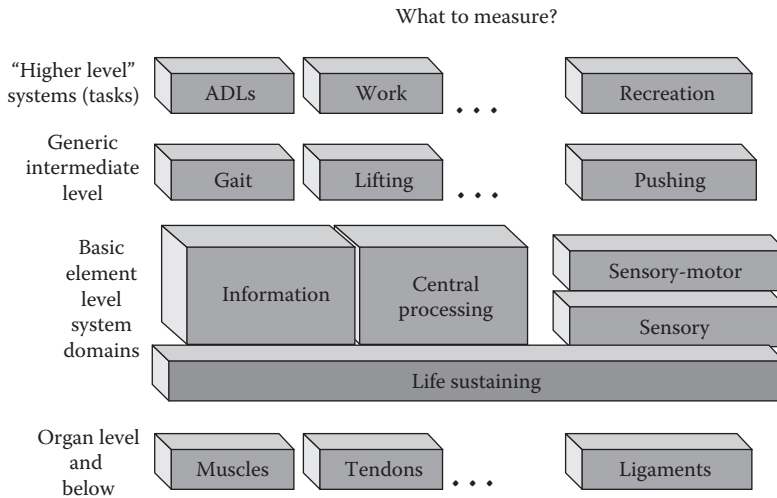 What to measure?
“Higher level”
systems (tasks)
ADLs
Work
. . .
Recreation
Generic
intermediate
level
Gait
Lifting
. . .
Pushing
Basic
element
level
system
domains
Information
Central
processing
Sensory-motor
Sensory
Life sustaining
Organ level
and
below
Muscles
Tendons
. . .
Ligaments